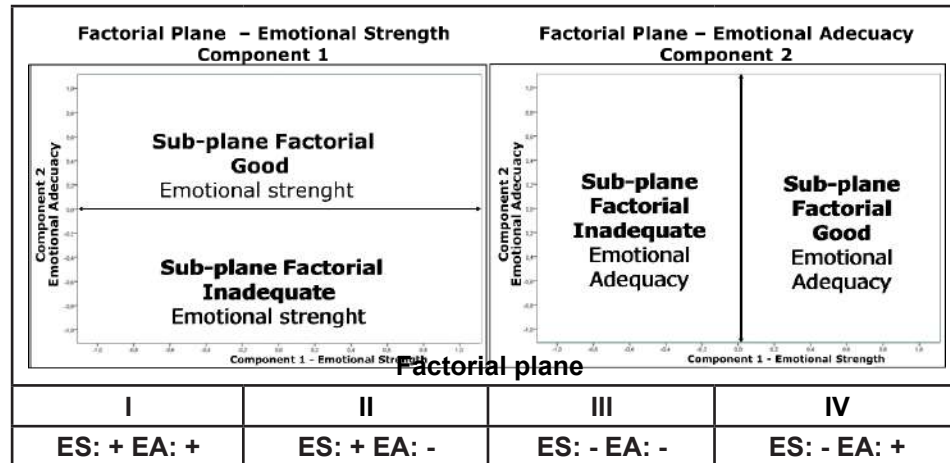 Factorial Plane – Emotional Strength
Component 1
Component 2
Emotional Adecuacy
Sub-plane Factorial
Good
Emotional strenght
Sub-plane Factorial
Inadequate
Emotional strenght
Component 1 - Emotional Strength
Factorial Plane – Emotional Adecuacy
Component 2
Component 2
Emotional Adecuacy
Sub-plane
Factorial
Inadequate
Emotional
Adequacy
Sub-plane
Factorial
Good
Emotional
Adequacy
Component 1 - Emotional Strength
Factorial plane
I II III IV
ES: + EA: + ES: + EA: - ES: - EA: - ES: - EA: +